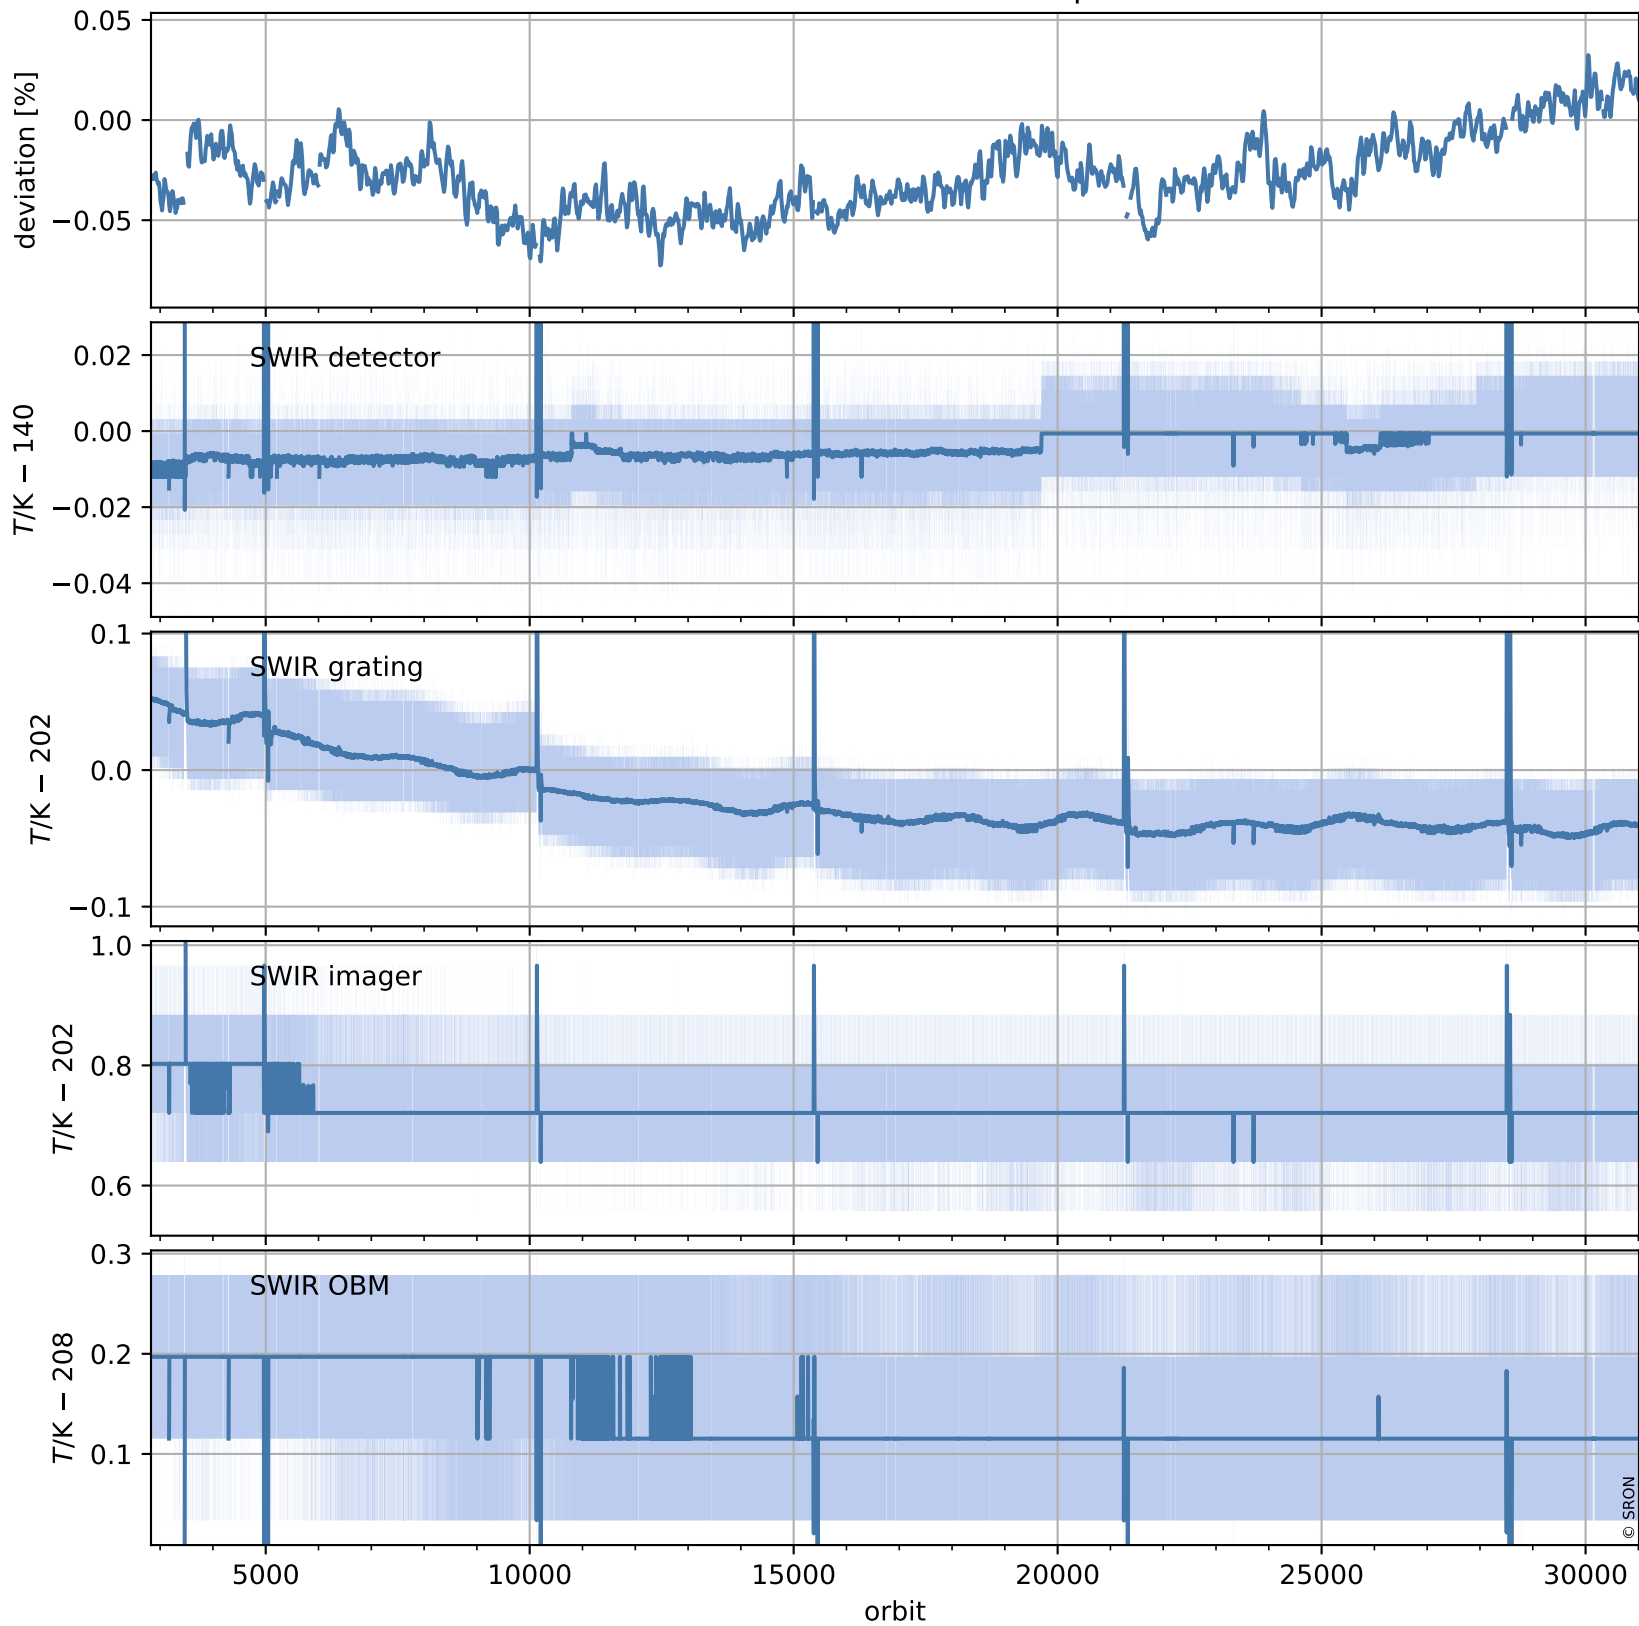 0.05
0.00
−0.05
deviation [%]
SWIR detector
0.02
0.00
−0.02
−0.04
T/K − 140
SWIR grating
0.1
0.0
−0.1
T/K − 202
SWIR imager
1.0
0.8
0.6
T/K − 202
SWIR OBM
0.3
0.2
0.1
T/K − 208
© SRON
5000 10000 15000 20000 25000 30000
orbit